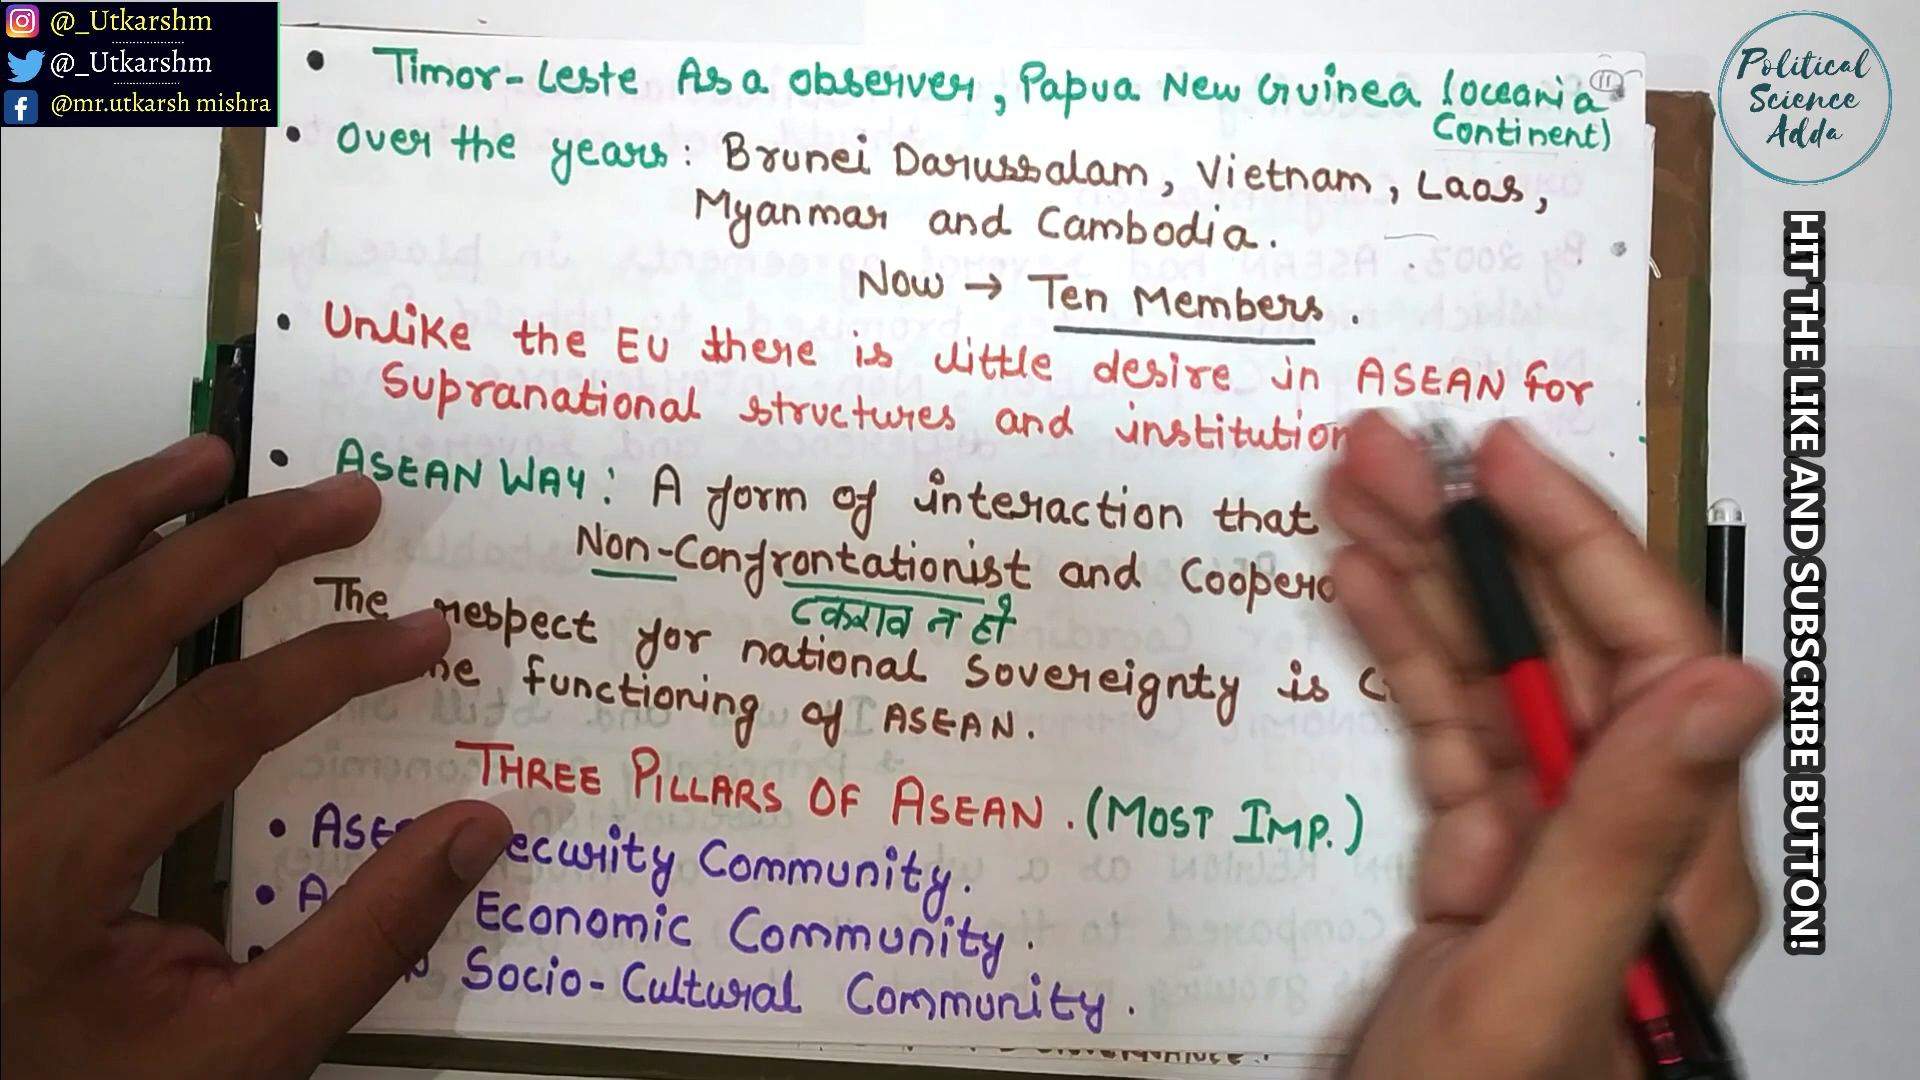 @_Utkarshm
@_Utkarshm
@mr.utkarsh mishra
Political
Science
Adda
HIT THE LIKE AND SUBSCRIBE BUTTON!
11
• Timor-Leste As a observer, Papua New Guinea (oceania
Continent)
• Over the years: Brunei Darussalam, Vietnam, Laos,
Myanmar and Cambodia.
Now → Ten Members.
• Unlike the EU there is little desire in ASEAN for
Supranational structures and institution
• ASEAN WAY: A form of interaction that
Non-Confrontationist and Coopera
टकराव न हो
The respect for national Sovereignty is
functioning of ASEAN.
THREE PILLARS OF ASEAN. (MOST IMP.)
• ASE ecurity Community.
• A Economic Community.
Socio-Cultural Community.